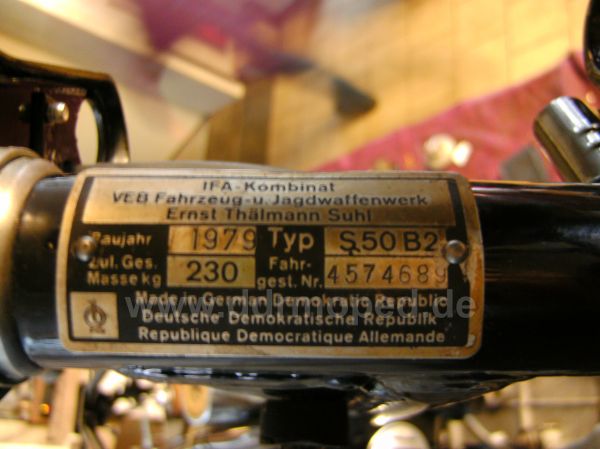 IFA-Kombinat
VEB Fahrzeug-u. Jagdwaffenwerk
Ernst Thälmann Suhl
Baujahr 1979 Typ S50 B2
zul. Ges. Masse kg 230 Fahr-gest. Nr. 4574689
Made in German Democratic Republic
Deutsche Demokratische Republik
Republique Democratique Allemande